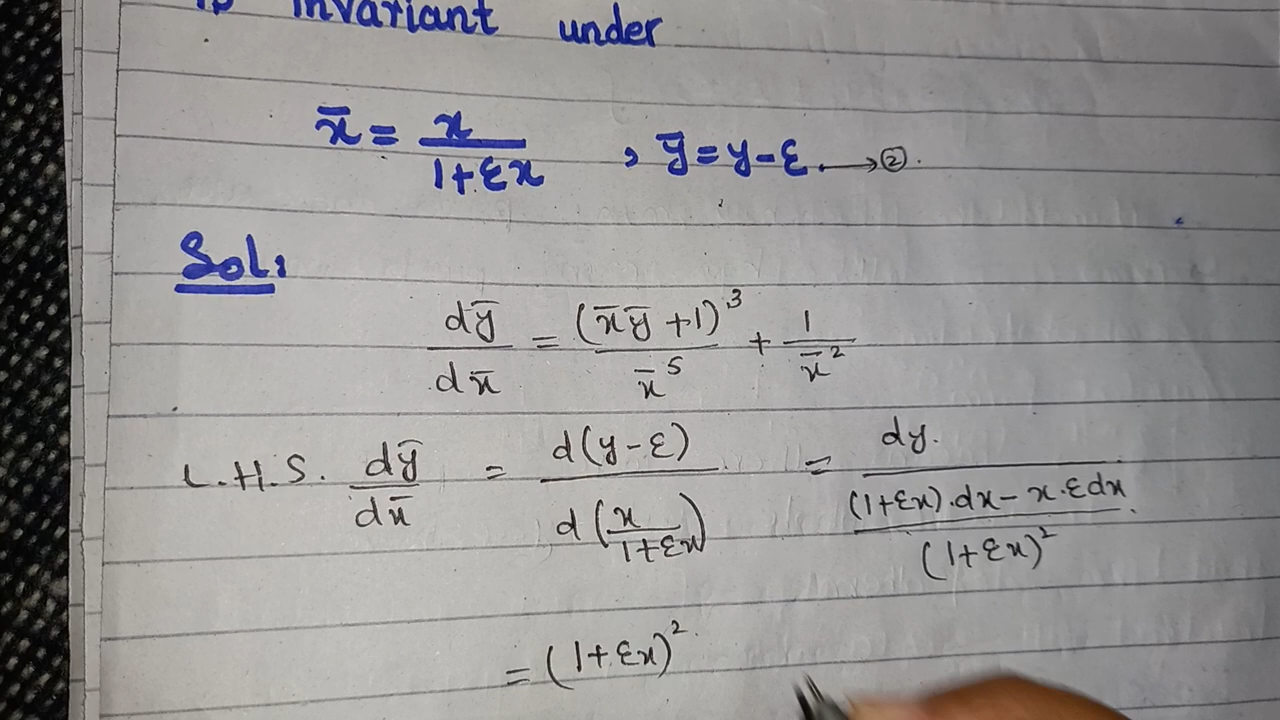 is invariant under
x̄ = x / (1+εx) , ȳ = y-ε. → ②.
Sol:
dȳ/dx̄ = (x̄ȳ+1)³ / x̄⁵ + 1/x̄²
L.H.S. dȳ/dx̄ = d(y-ε) / d(x/(1+εx)) = dy. / (((1+εx).dx - x.εdx) / (1+εx)²)
= (1+εx)²